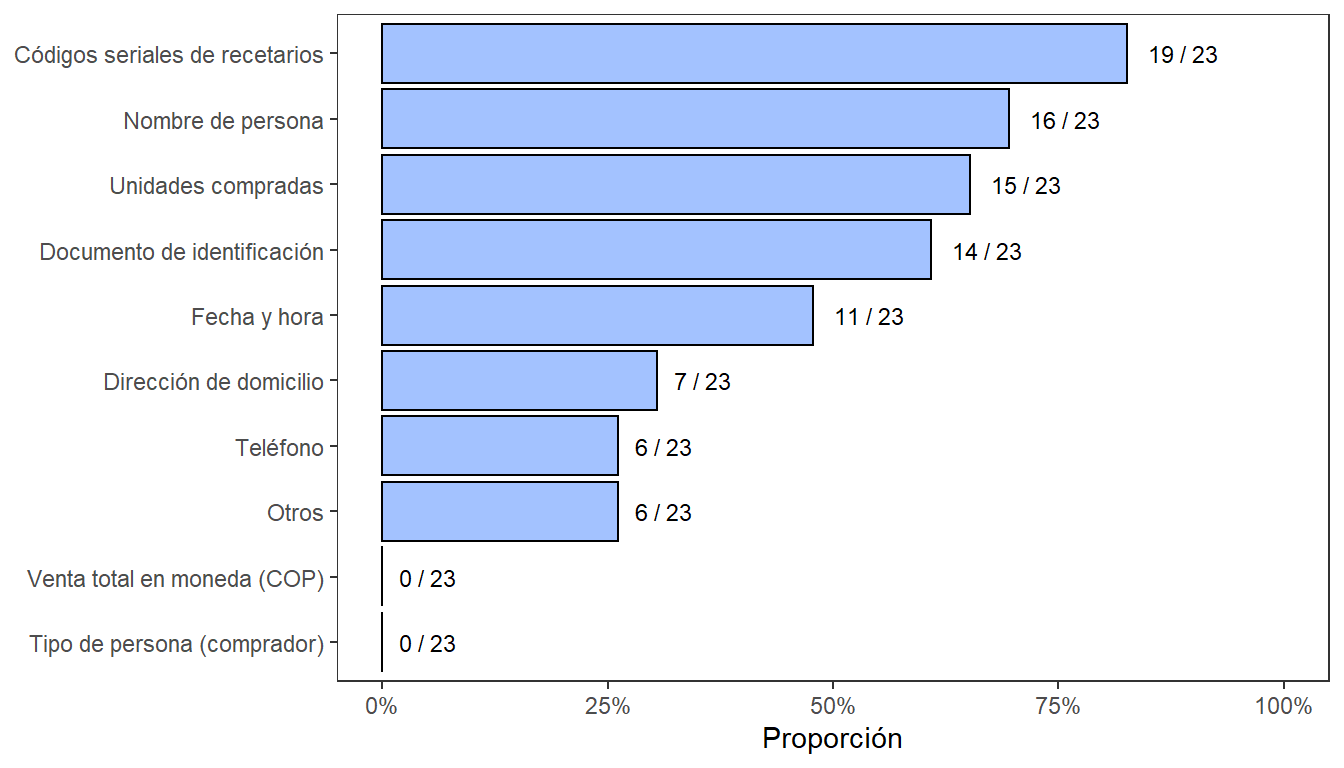 Códigos seriales de recetarios 19 / 23
Nombre de persona 16 / 23
Unidades compradas 15 / 23
Documento de identificación 14 / 23
Fecha y hora 11 / 23
Dirección de domicilio 7 / 23
Teléfono 6 / 23
Otros 6 / 23
Venta total en moneda (COP) 0 / 23
Tipo de persona (comprador) 0 / 23
0% 25% 50% 75% 100%
Proporción